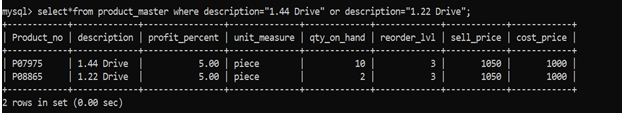 mysql> select*from product_master where description="1.44 Drive" or description="1.22 Drive";
+------------+-------------+----------------+--------------+-------------+-------------+------------+------------+
| Product_no | description | profit_percent | unit_measure | qty_on_hand | reorder_lvl | sell_price | cost_price |
+------------+-------------+----------------+--------------+-------------+-------------+------------+------------+
| P07975 | 1.44 Drive | 5.00 | piece | 10 | 3 | 1050 | 1000 |
| P08865 | 1.22 Drive | 5.00 | piece | 2 | 3 | 1050 | 1000 |
+------------+-------------+----------------+--------------+-------------+-------------+------------+------------+
2 rows in set (0.00 sec)